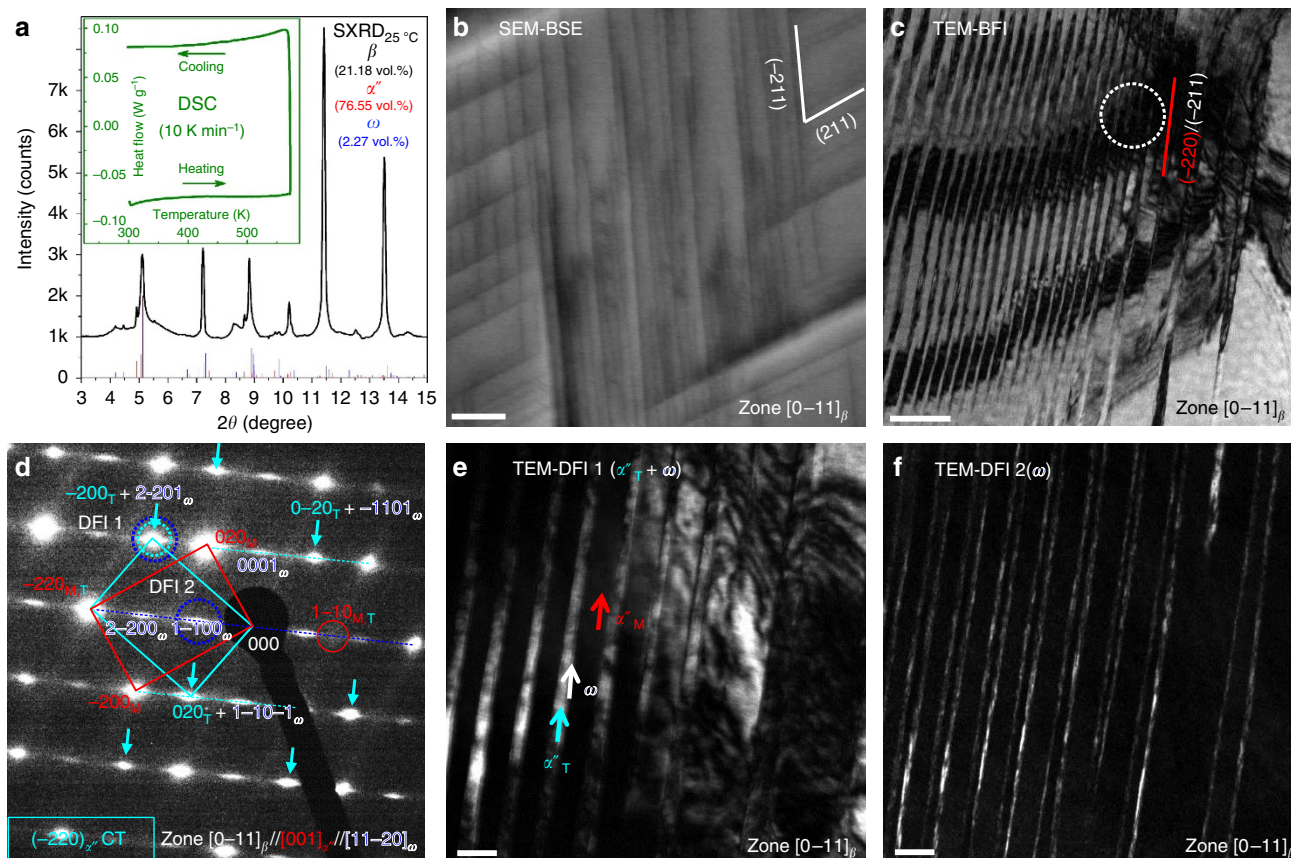 a
SXRD25 °C
β
(21.18 vol.%)
α″
(76.55 vol.%)
ω
(2.27 vol.%)
0.10
0.05
0.00
−0.05
−0.10
Heat flow (W g−1)
Cooling
DSC
(10 K min−1)
Heating
Temperature (K)
300
400
500
Intensity (counts)
8k
7k
6k
5k
4k
3k
2k
1k
0
3 4 5 6 7 8 9 10 11 12 13 14 15
2θ (degree)
b
SEM-BSE
(−211)
(211)
Zone [0−11]β
c
TEM-BFI
(−220)/(−211)
Zone [0−11]β
d
−200T + 2-201ω
DFI 1
0−20T + −1101ω
020M
0001ω
−220M,T
DFI 2
1−10M,T
2−200ω 1−100ω
000
−200M
020T + 1−10−1ω
(−220)α″ CT
Zone [0−11]β//[001]α″//[11−20]ω
e
TEM-DFI 1 (α″T + ω)
α″M
ω
α″T
Zone [0−11]β
f
TEM-DFI 2(ω)
Zone [0−11]β